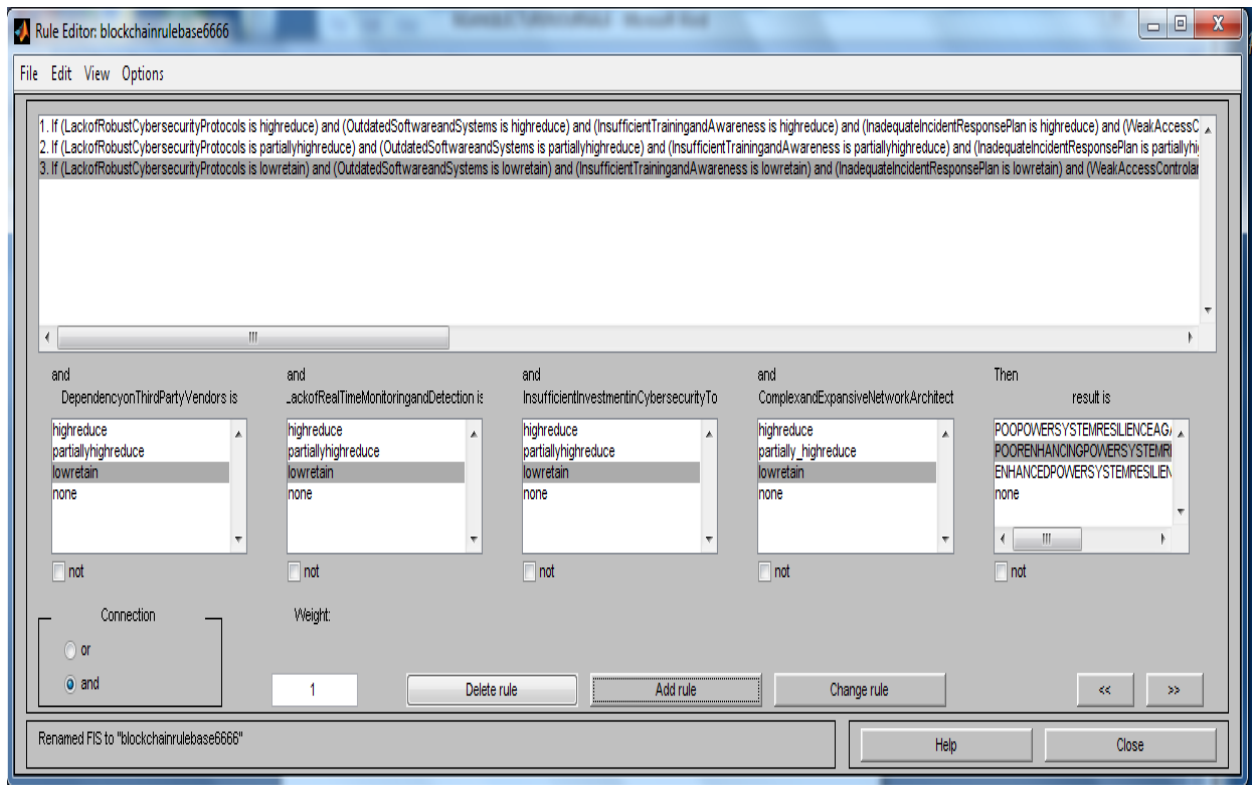 Rule Editor: blockchainrulebase6666
File Edit View Options
1. If (LackofRobustCybersecurityProtocols is highreduce) and (OutdatedSoftwareandSystems is highreduce) and (InsufficientTrainingandAwareness is highreduce) and (InadequateIncidentResponsePlan is highreduce) and (WeakAccessC
2. If (LackofRobustCybersecurityProtocols is partiallyhighreduce) and (OutdatedSoftwareandSystems is partiallyhighreduce) and (InsufficientTrainingandAwareness is partiallyhighreduce) and (InadequateIncidentResponsePlan is partiallyhi
3. If (LackofRobustCybersecurityProtocols is lowretain) and (OutdatedSoftwareandSystems is lowretain) and (InsufficientTrainingandAwareness is lowretain) and (InadequateIncidentResponsePlan is lowretain) and (WeakAccessControlar
and and and and Then
DependencyonThirdPartyVendors is ackofRealTimeMonitoringandDetection is InsufficientInvestmentinCybersecurityTo ComplexandExpansiveNetworkArchitect result is
highreduce highreduce highreduce highreduce POOPOWERSYSTEMRESILIENCEAGA
partiallyhighreduce partiallyhighreduce partiallyhighreduce partially_highreduce POORENHANCINGPOWERSYSTEMR
lowretain lowretain lowretain lowretain ENHANCEDPOWERSYSTEMRESILIEN
none none none none none
not not not not not
Connection Weight:
or
and 1 Delete rule Add rule Change rule << >>
Renamed FIS to "blockchainrulebase6666" Help Close